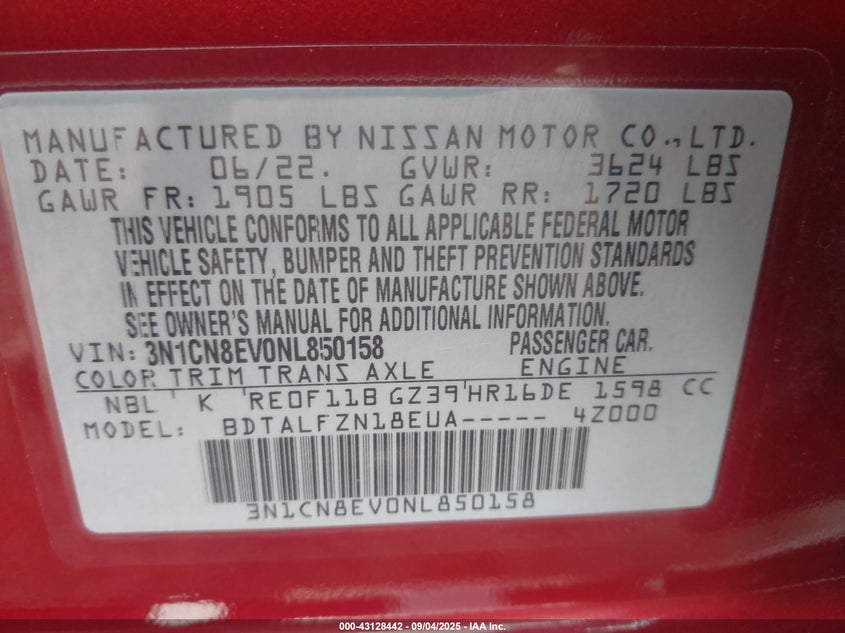 MANUFACTURED BY NISSAN MOTOR CO.,LTD.
DATE: 06/22. GVWR: 3624 LBS
GAWR FR: 1905 LBS GAWR RR: 1720 LBS
THIS VEHICLE CONFORMS TO ALL APPLICABLE FEDERAL MOTOR
VEHICLE SAFETY, BUMPER AND THEFT PREVENTION STANDARDS
IN EFFECT ON THE DATE OF MANUFACTURE SHOWN ABOVE.
SEE OWNER'S MANUAL FOR ADDITIONAL INFORMATION.
VIN: 3N1CN8EV0NL850158 PASSENGER CAR.
COLOR TRIM TRANS AXLE ENGINE
NBL K RE0F11B GZ39 HR16DE 1598 CC
MODEL: BDTALFZN18EUA----- 4Z000
3N1CN8EV0NL850158
000-43128442 - 09/04/2025 - IAA Inc.